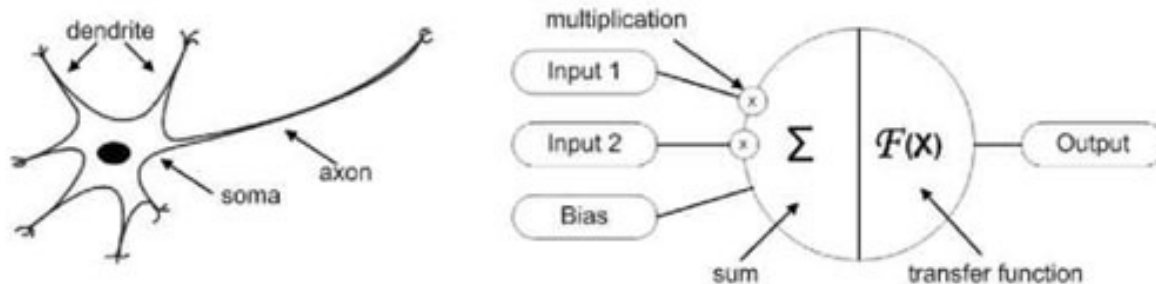 dendrite
axon
soma
multiplication
Input 1
x
Input 2
x
Σ
F(X)
Output
Bias
sum
transfer function